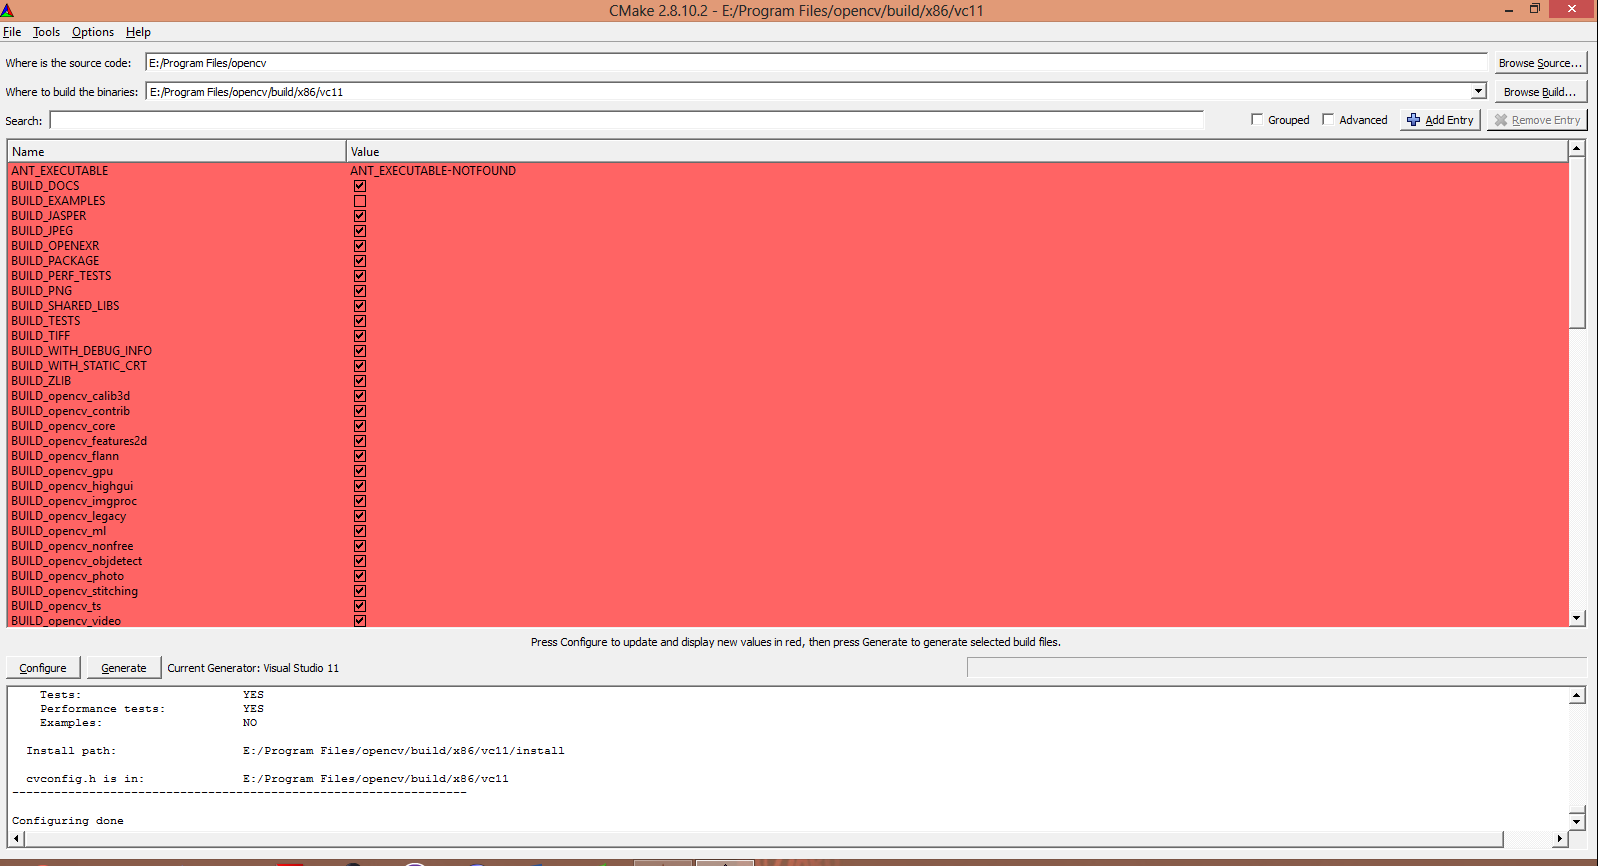 CMake 2.8.10.2 - E:/Program Files/opencv/build/x86/vc11
File Tools Options Help
Where is the source code: E:/Program Files/opencv Browse Source...
Where to build the binaries: E:/Program Files/opencv/build/x86/vc11 Browse Build...
Search: Grouped Advanced Add Entry Remove Entry
Name Value
ANT_EXECUTABLE ANT_EXECUTABLE-NOTFOUND
BUILD_DOCS
BUILD_EXAMPLES
BUILD_JASPER
BUILD_JPEG
BUILD_OPENEXR
BUILD_PACKAGE
BUILD_PERF_TESTS
BUILD_PNG
BUILD_SHARED_LIBS
BUILD_TESTS
BUILD_TIFF
BUILD_WITH_DEBUG_INFO
BUILD_WITH_STATIC_CRT
BUILD_ZLIB
BUILD_opencv_calib3d
BUILD_opencv_contrib
BUILD_opencv_core
BUILD_opencv_features2d
BUILD_opencv_flann
BUILD_opencv_gpu
BUILD_opencv_highgui
BUILD_opencv_imgproc
BUILD_opencv_legacy
BUILD_opencv_ml
BUILD_opencv_nonfree
BUILD_opencv_objdetect
BUILD_opencv_photo
BUILD_opencv_stitching
BUILD_opencv_ts
BUILD_opencv_video
Press Configure to update and display new values in red, then press Generate to generate selected build files.
Configure Generate Current Generator: Visual Studio 11
Tests: YES
Performance tests: YES
Examples: NO
Install path: E:/Program Files/opencv/build/x86/vc11/install
cvconfig.h is in: E:/Program Files/opencv/build/x86/vc11
-----------------------------------------------------------------
Configuring done